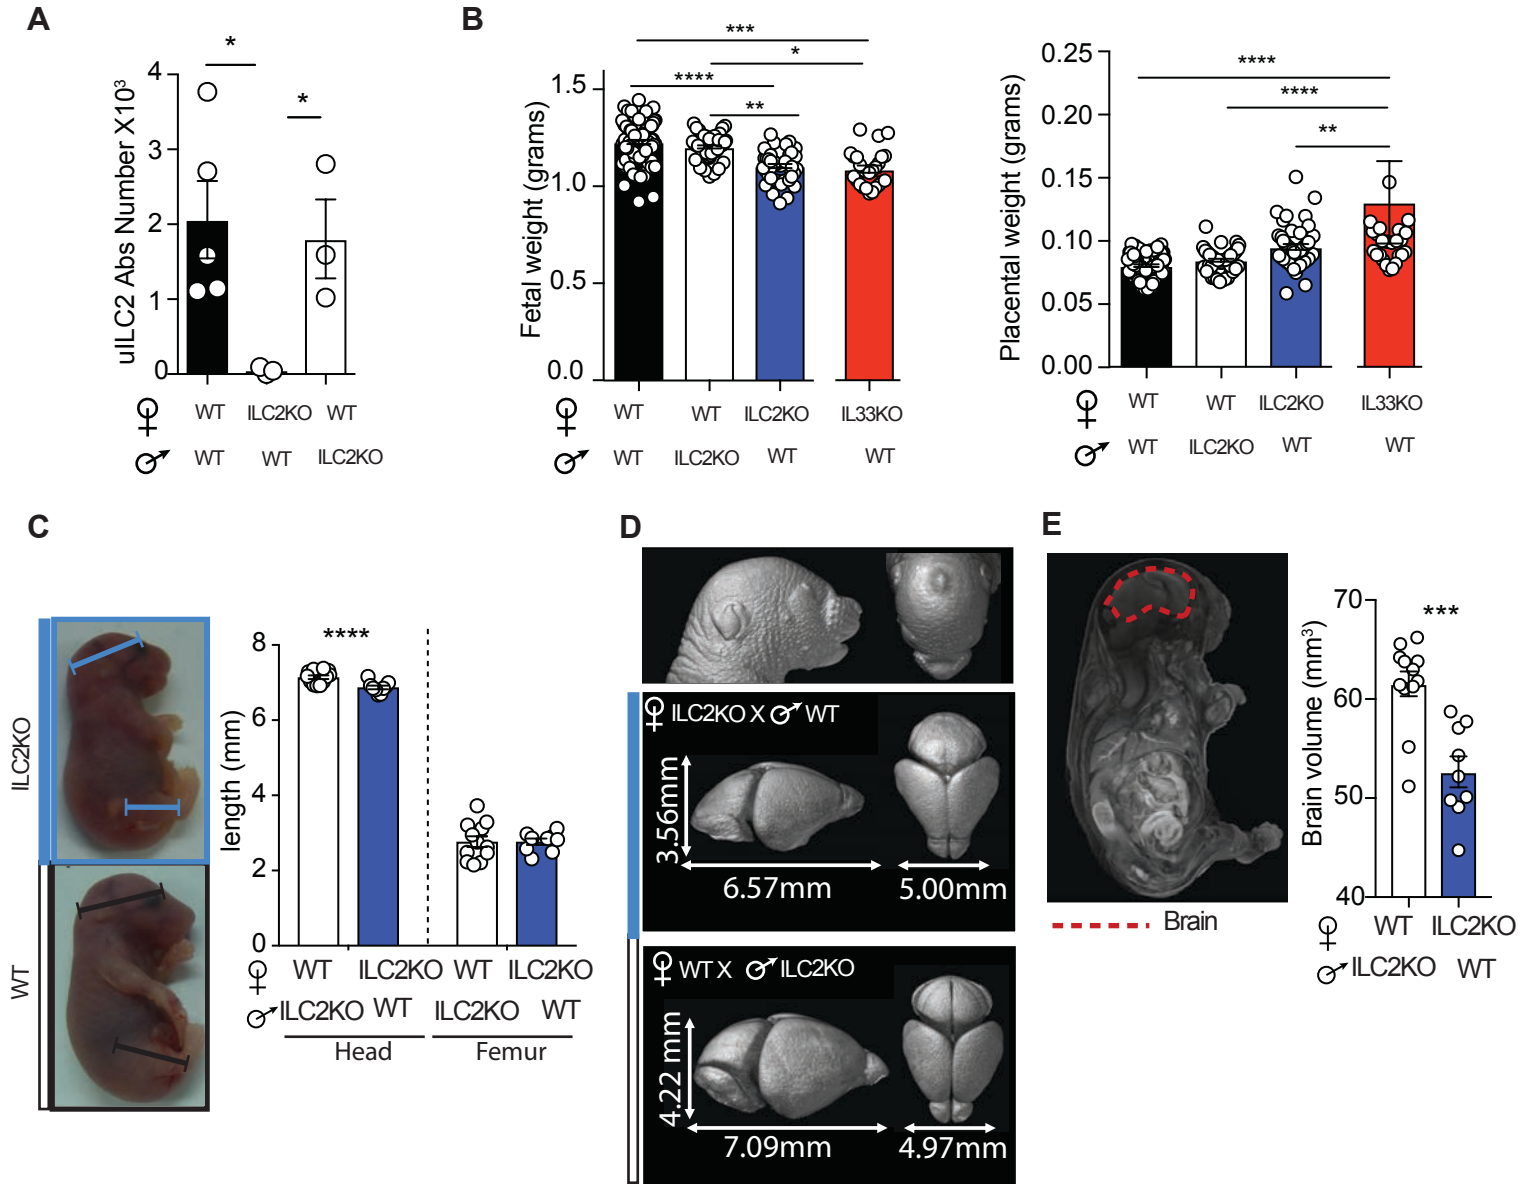 A
*
*
uILC2 Abs Number X10³
4
3
2
1
0
WT ILC2KO WT
WT WT ILC2KO
B
***
*
****
**
Fetal weight (grams)
1.5
1.0
0.5
0.0
WT WT ILC2KO IL33KO
WT ILC2KO WT WT
****
****
**
Placental weight (grams)
0.25
0.20
0.15
0.10
0.05
0.00
WT WT ILC2KO IL33KO
WT ILC2KO WT WT
C
ILC2KO
WT
****
length (mm)
8
6
4
2
0
WT ILC2KO WT ILC2KO
ILC2KO WT ILC2KO WT
Head Femur
D
♀ ILC2KO X ♂ WT
3.56mm
6.57mm 5.00mm
♀ WT X ♂ ILC2KO
4.22 mm
7.09mm 4.97mm
E
Brain
***
Brain volume (mm³)
70
60
50
40
WT ILC2KO
ILC2KO WT